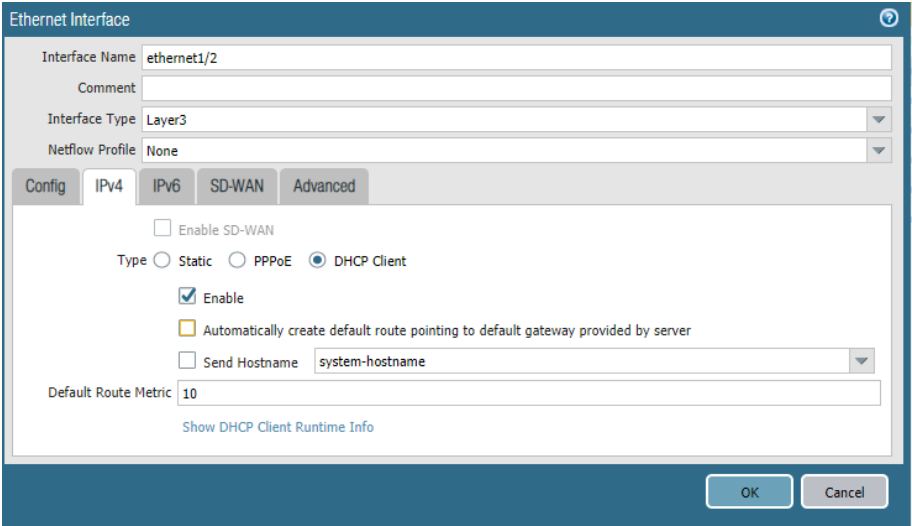 Ethernet Interface ?
Interface Name ethernet1/2
Comment
Interface Type Layer3
Netflow Profile None
Config IPv4 IPv6 SD-WAN Advanced
Enable SD-WAN
Type Static PPPoE DHCP Client
Enable
Automatically create default route pointing to default gateway provided by server
Send Hostname system-hostname
Default Route Metric 10
Show DHCP Client Runtime Info
OK Cancel